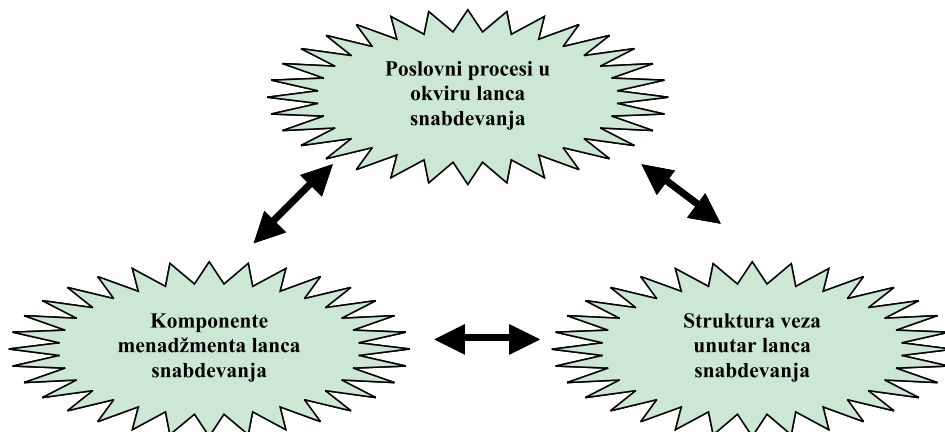 Poslovni procesi u
okviru lanca
snabdevanja
Komponente
menadžmenta lanca
snabdevanja
Struktura veza
unutar lanca
snabdevanja